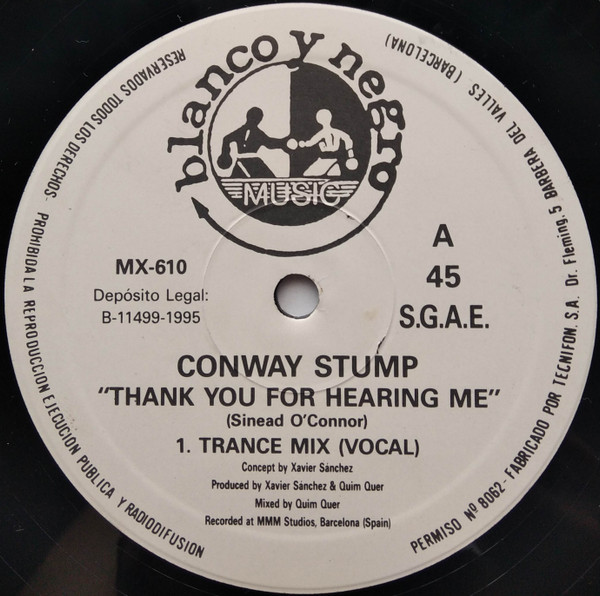 blanco y negro
MUSIC
MX-610
Depósito Legal:
B-11499-1995
A
45
S.G.A.E.
CONWAY STUMP
"THANK YOU FOR HEARING ME"
(Sinead O'Connor)
1. TRANCE MIX (VOCAL)
Concept by Xavier Sánchez
Produced by Xavier Sánchez & Quim Quer
Mixed by Quim Quer
Recorded at MMM Studios, Barcelona (Spain)
RESERVADOS TODOS LOS DERECHOS. PROHIBIDA LA REPRODUCCION EJECUCION PUBLICA Y RADIODIFUSION
PERMISO Nº 8062-FABRICADO POR TECNIFON, S.A. Dr. Fleming, 5 BARBERA DEL VALLES (BARCELONA)